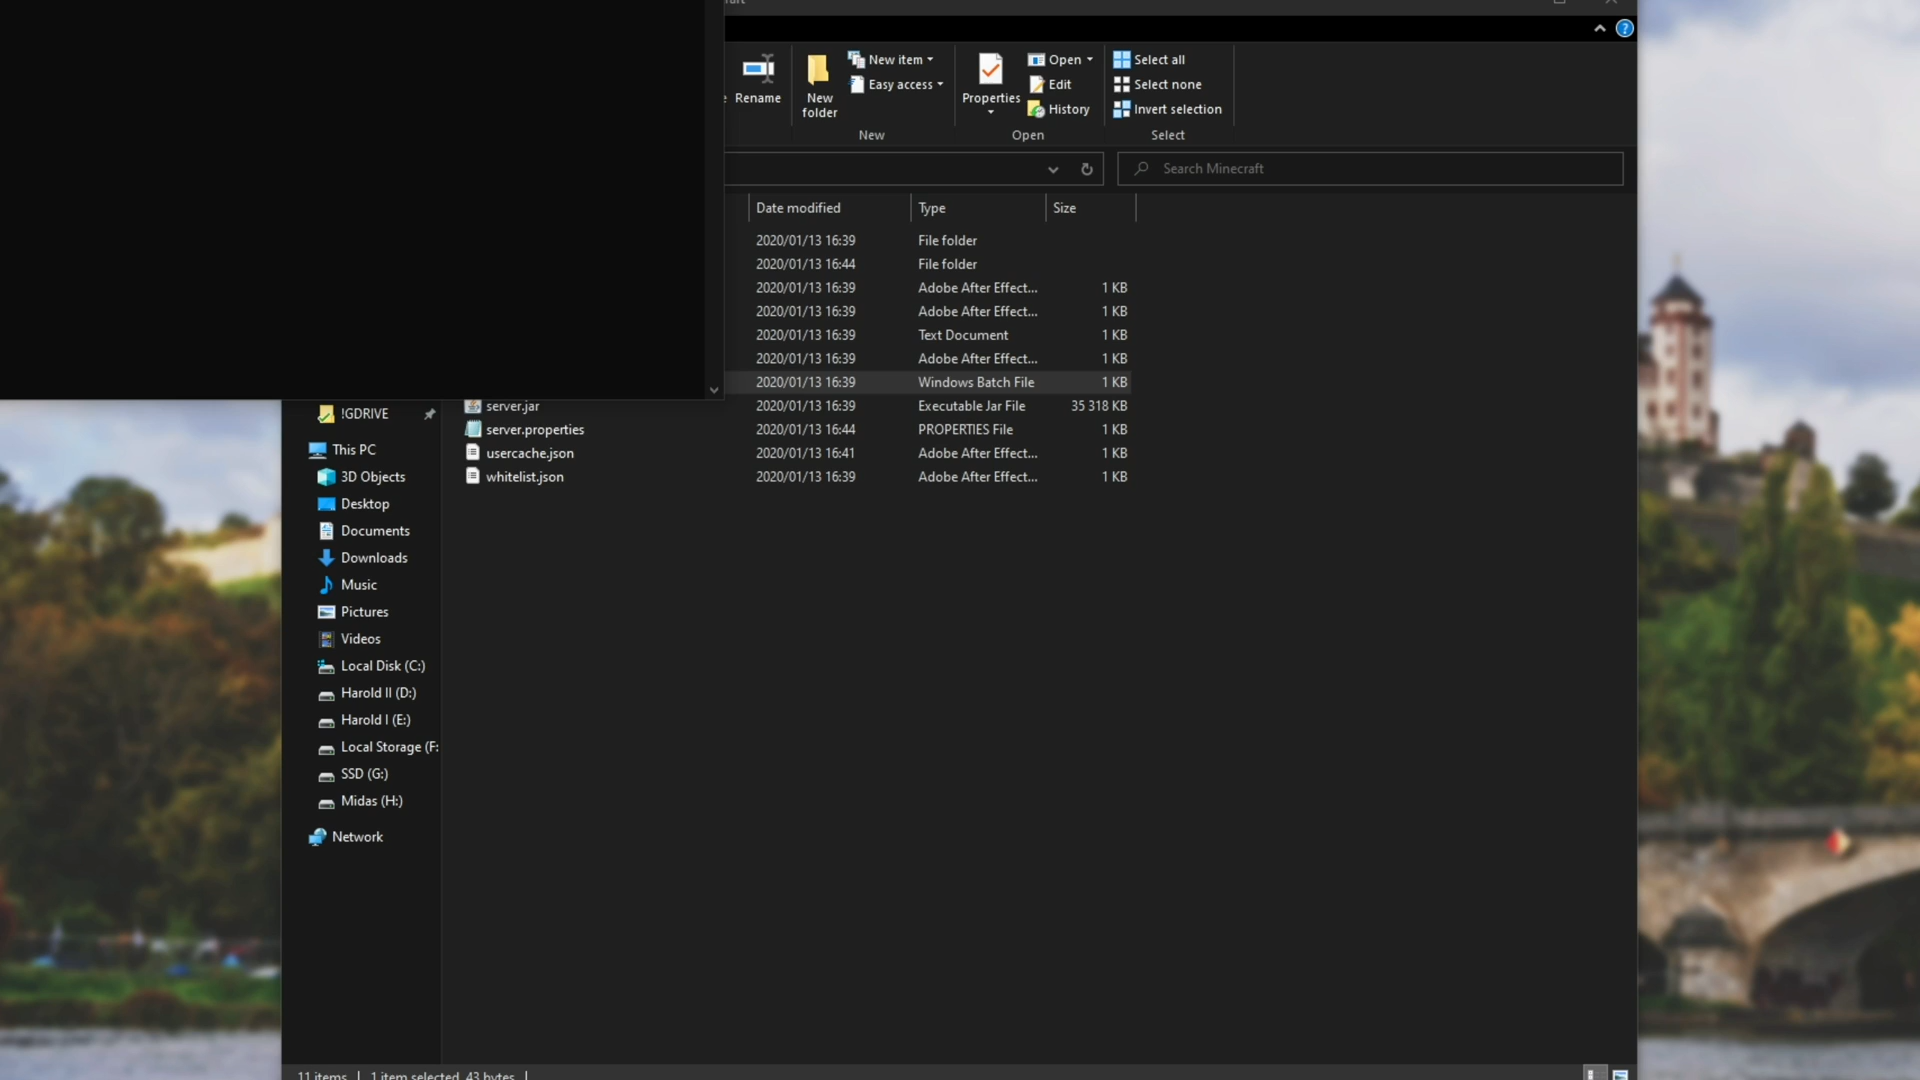 Rename
New folder
New item
Easy access
New
Properties
Open
Edit
History
Open
Select all
Select none
Invert selection
Select
Search Minecraft
Date modified Type Size
2020/01/13 16:39 File folder
2020/01/13 16:44 File folder
2020/01/13 16:39 Adobe After Effect... 1 KB
2020/01/13 16:39 Adobe After Effect... 1 KB
2020/01/13 16:39 Text Document 1 KB
2020/01/13 16:39 Adobe After Effect... 1 KB
2020/01/13 16:39 Windows Batch File 1 KB
server.jar 2020/01/13 16:39 Executable Jar File 35 318 KB
server.properties 2020/01/13 16:44 PROPERTIES File 1 KB
usercache.json 2020/01/13 16:41 Adobe After Effect... 1 KB
whitelist.json 2020/01/13 16:39 Adobe After Effect... 1 KB
!GDRIVE
This PC
3D Objects
Desktop
Documents
Downloads
Music
Pictures
Videos
Local Disk (C:)
Harold II (D:)
Harold I (E:)
Local Storage (F:
SSD (G:)
Midas (H:)
Network
11 items 1 item selected 43 bytes